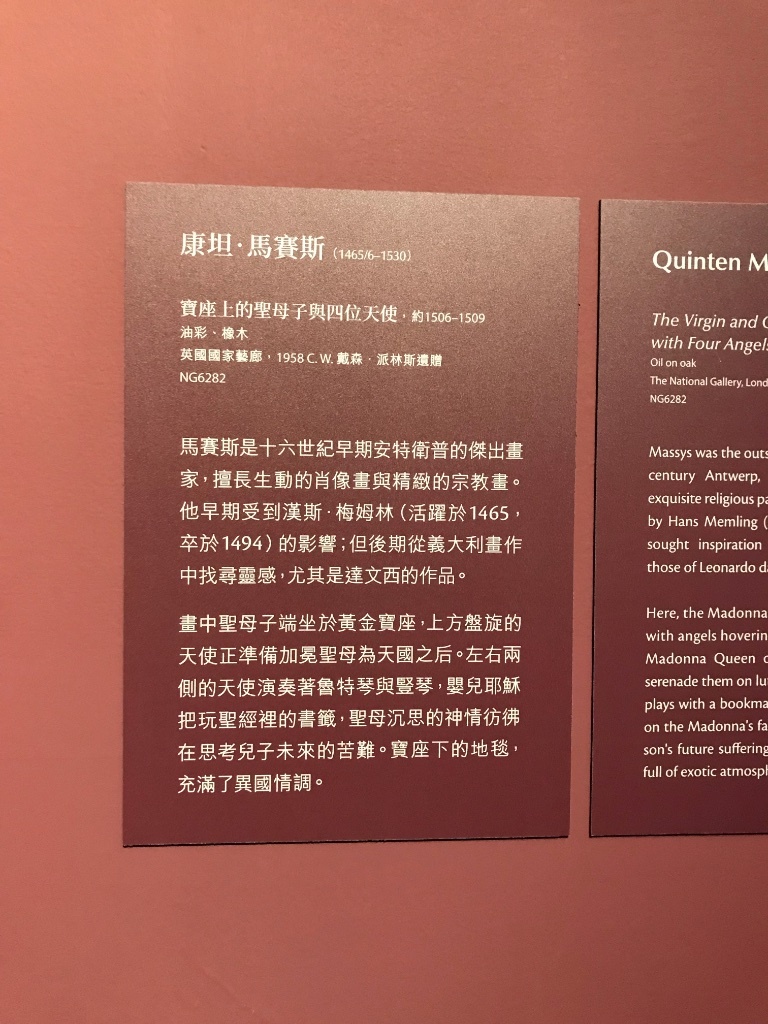 康坦·馬賽斯（1465/6–1530）
寶座上的聖母子與四位天使，約1506–1509
油彩、橡木
英國國家藝廊，1958 C. W. 戴森·派林斯遺贈
NG6282
馬賽斯是十六世紀早期安特衛普的傑出畫
家，擅長生動的肖像畫與精緻的宗教畫。
他早期受到漢斯·梅姆林（活躍於1465，
卒於1494）的影響；但後期從義大利畫作
中找尋靈感，尤其是達文西的作品。
畫中聖母子端坐於黃金寶座，上方盤旋的
天使正準備加冕聖母為天國之后。左右兩
側的天使演奏著魯特琴與豎琴，嬰兒耶穌
把玩聖經裡的書籤，聖母沉思的神情彷彿
在思考兒子未來的苦難。寶座下的地毯，
充滿了異國情調。
Quinten M
The Virgin and
with Four Angels
Oil on oak
The National Gallery, Lond
NG6282
Massys was the outs
century Antwerp,
exquisite religious pa
by Hans Memling (
sought inspiration
those of Leonardo da
Here, the Madonna
with angels hoverin
Madonna Queen o
serenade them on lu
plays with a bookma
on the Madonna's fa
son's future suffering
full of exotic atmosph